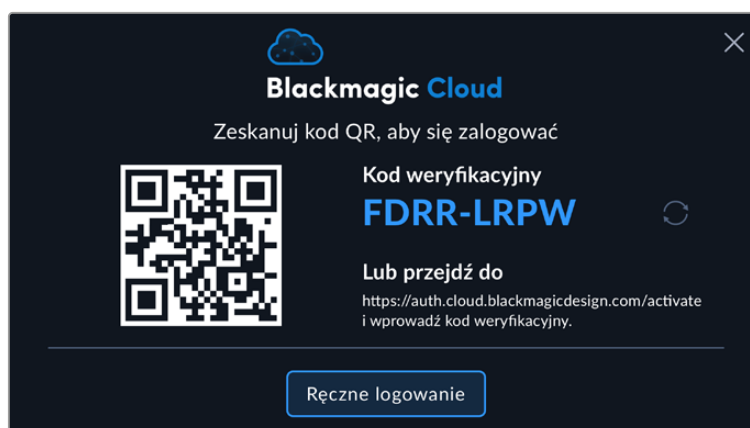 Blackmagic Cloud
Zeskanuj kod QR, aby się zalogować
Kod weryfikacyjny
FDRR-LRPW
Lub przejdź do
https://auth.cloud.blackmagicdesign.com/activate
i wprowadź kod weryfikacyjny.
Ręczne logowanie